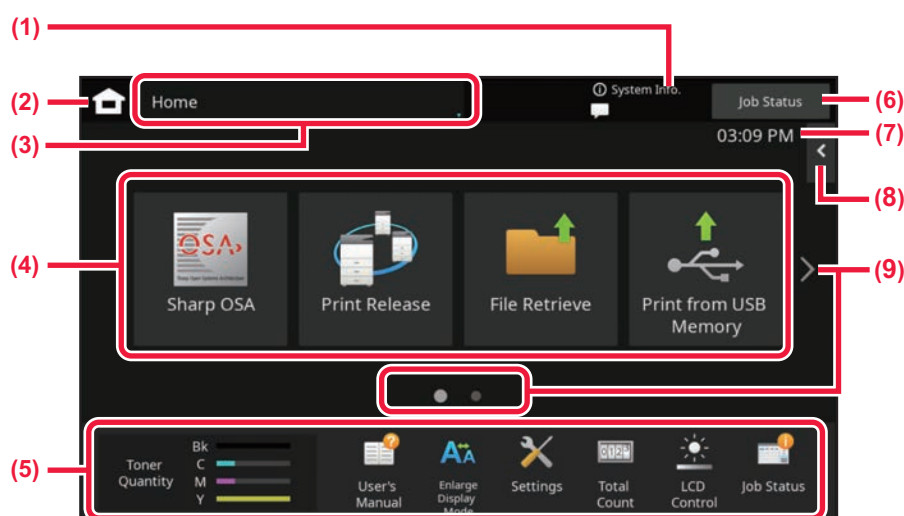 (1)
(2)
Home
System Info.
Job Status
(6)
(3)
03:09 PM
(7)
(8)
(4)
OSA
Sharp OSA
Print Release
File Retrieve
Print from USB
Memory
(9)
(5)
Toner
Quantity
Bk
C
M
Y
User's
Manual
Enlarge
Display
Mode
Settings
Total
Count
LCD
Control
Job Status